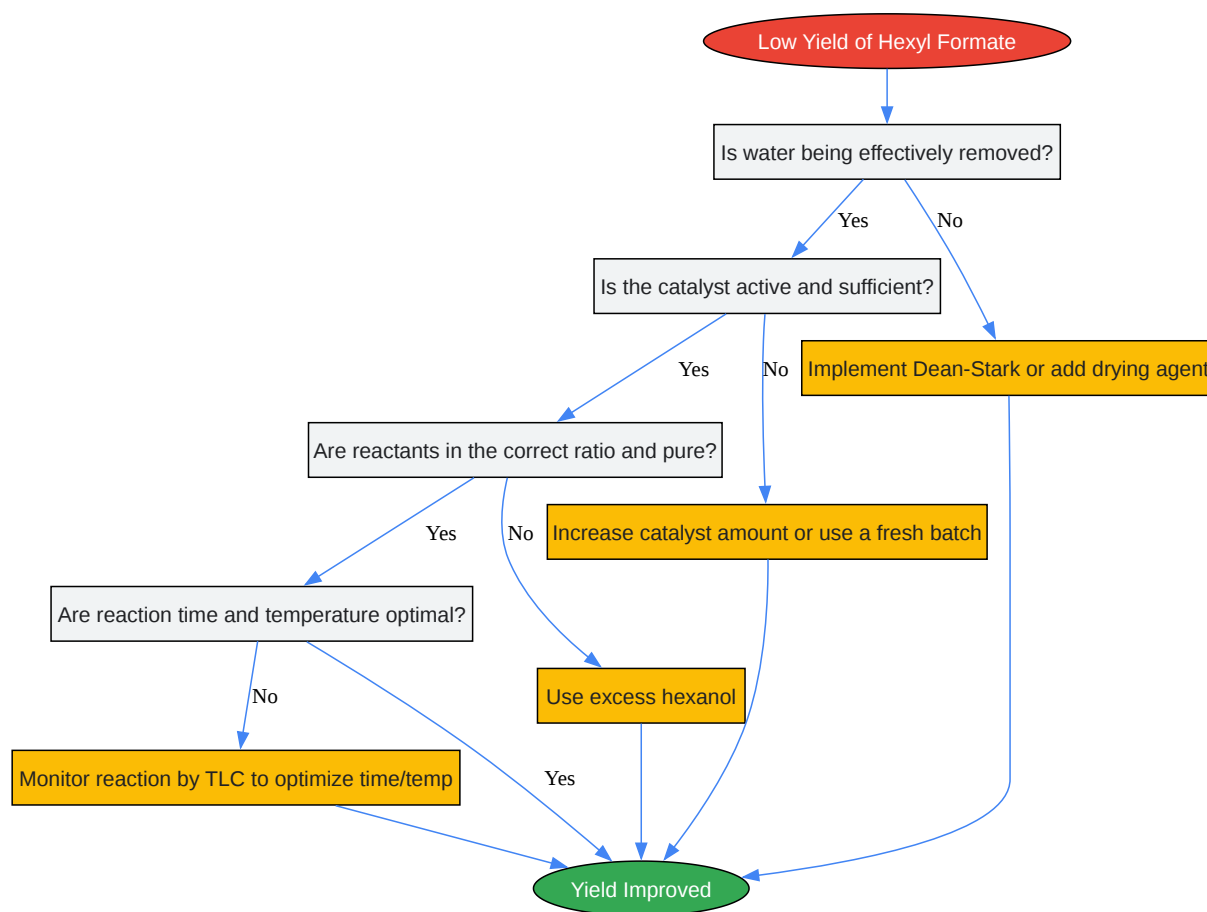 Low Yield of Hexyl Formate
Is water being effectively removed?
Yes
No
Is the catalyst active and sufficient?
Yes
No
Implement Dean-Stark or add drying agent
Are reactants in the correct ratio and pure?
Yes
No
Increase catalyst amount or use a fresh batch
Are reaction time and temperature optimal?
No
Use excess hexanol
Monitor reaction by TLC to optimize time/temp
Yes
Yield Improved